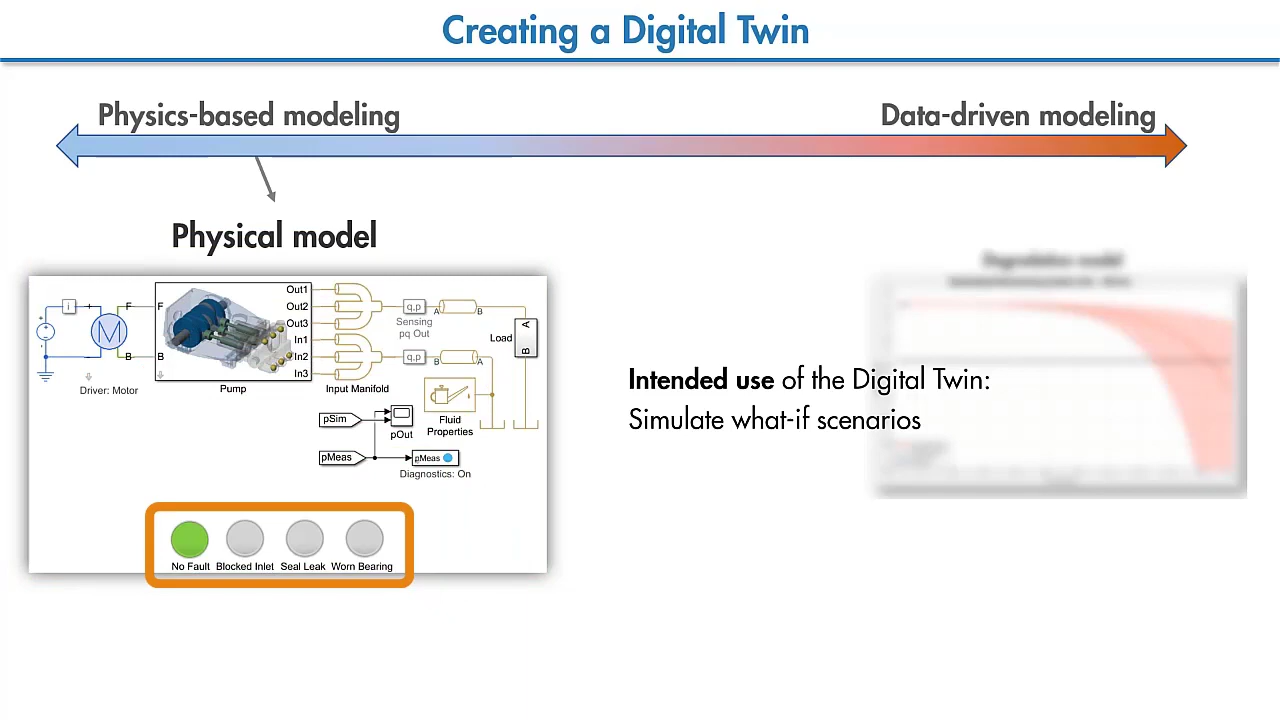 Creating a Digital Twin
Physics-based modeling
Data-driven modeling
Physical model
Degradation model
Out1
Out2
Out3
In1
In2
In3
i
+
+
-
M
F
B
F
B
Driver: Motor
Pump
Input Manifold
q,p
A
B
Sensing
pq Out
q,p
B
A
Load
A
B
Fluid
Properties
pSim
pOut
pMeas
pMeas
Diagnostics: On
Intended use of the Digital Twin:
Simulate what-if scenarios
No Fault
Blocked Inlet
Seal Leak
Worn Bearing